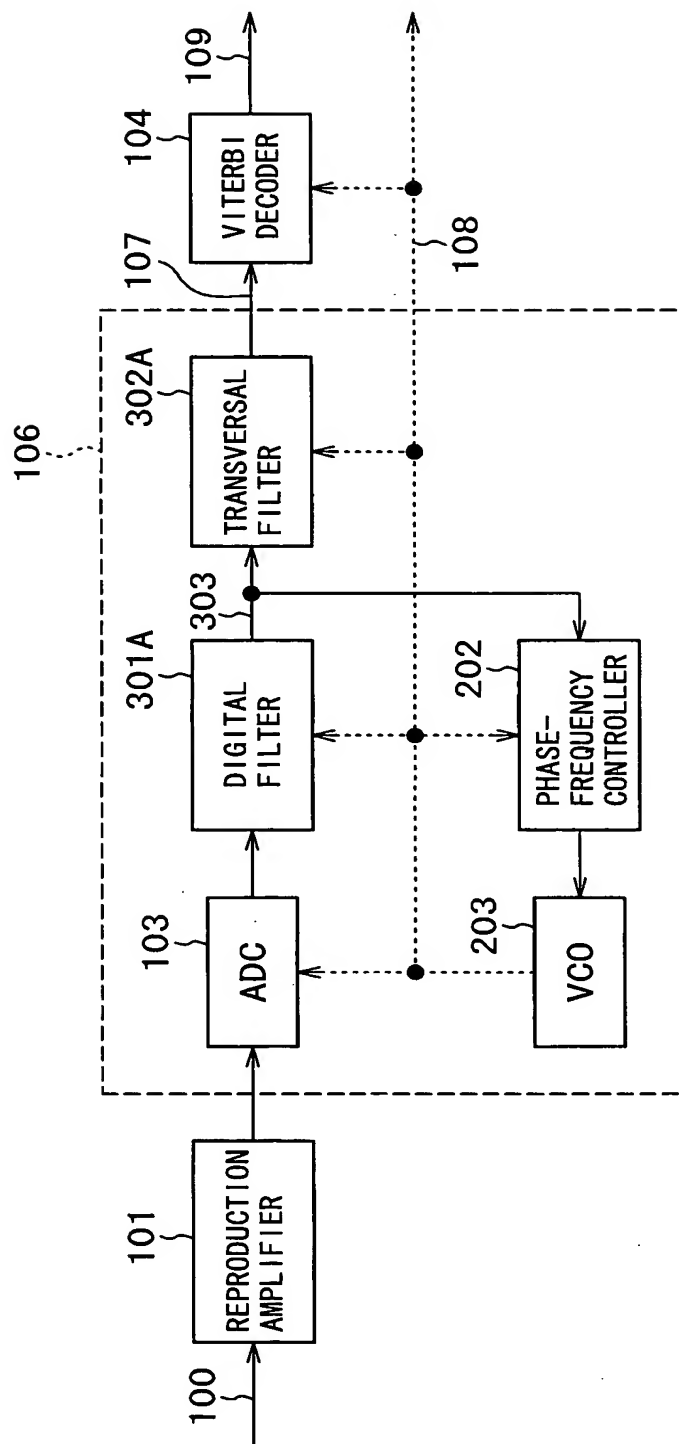 100
101
REPRODUCTION
AMPLIFIER
106
103
ADC
301A
DIGITAL
FILTER
303
302A
TRANSVERSAL
FILTER
107
104
VITERBI
DECODER
109
203
VCO
202
PHASE-
FREQUENCY
CONTROLLER
108